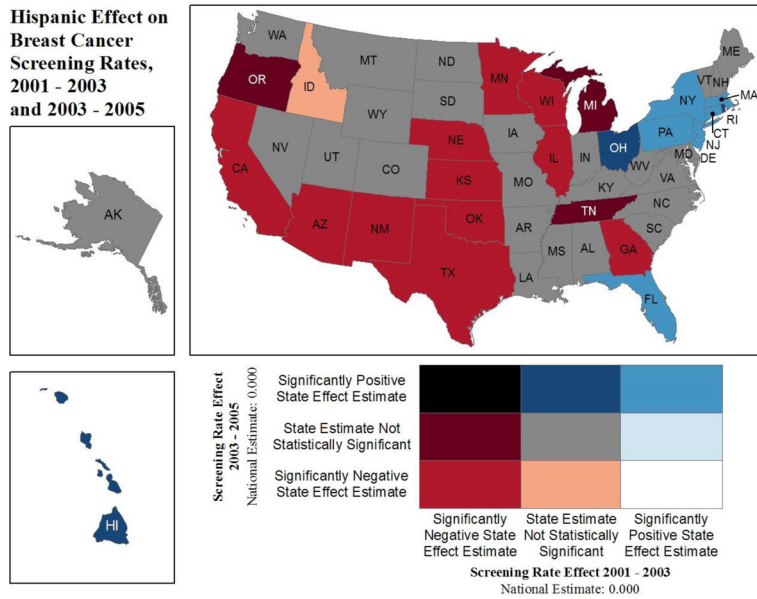 Hispanic Effect on
Breast Cancer
Screening Rates,
2001 - 2003
and 2003 - 2005
WA
OR
ID
MT
ND
SD
MN
WI
MI
WY
NE
IA
IL
IN
OH
PA
NY
VT
NH
ME
MA
RI
CT
NJ
DE
MD
WV
VA
NV
UT
CO
KS
MO
KY
NC
TN
SC
CA
AZ
NM
OK
AR
MS
AL
GA
TX
LA
FL
AK
HI
Screening Rate Effect
2003 - 2005
National Estimate: 0.000
Significantly Positive
State Effect Estimate
State Estimate Not
Statistically Significant
Significantly Negative
State Effect Estimate
Significantly
Negative State
Effect Estimate
State Estimate
Not Statistically
Significant
Significantly
Positive State
Effect Estimate
Screening Rate Effect 2001 - 2003
National Estimate: 0.000